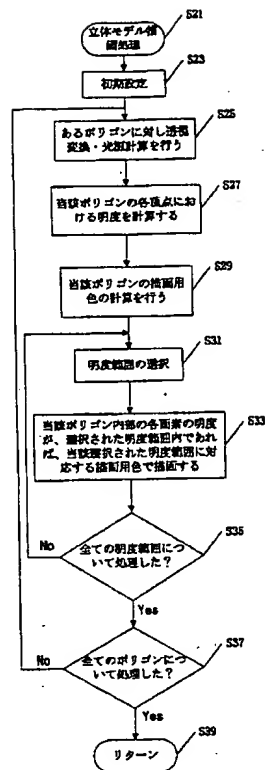 S21
立体モデル描
画処理
S23
初期設定
S25
あるポリゴンに対し透視
変換・光源計算を行う
S27
当該ポリゴンの各頂点にお
ける明度を計算する
S29
当該ポリゴンの描画用
色の計算を行う
S31
明度範囲の選択
S33
当該ポリゴン内部の各画素の明度
が、選択された明度範囲内であれ
ば、当該選択された明度範囲に対
応する描画用色で描画する
S35
No
全ての明度範囲につ
いて処理した？
Yes
S37
No
全てのポリゴンにつ
いて処理した？
Yes
S39
リターン